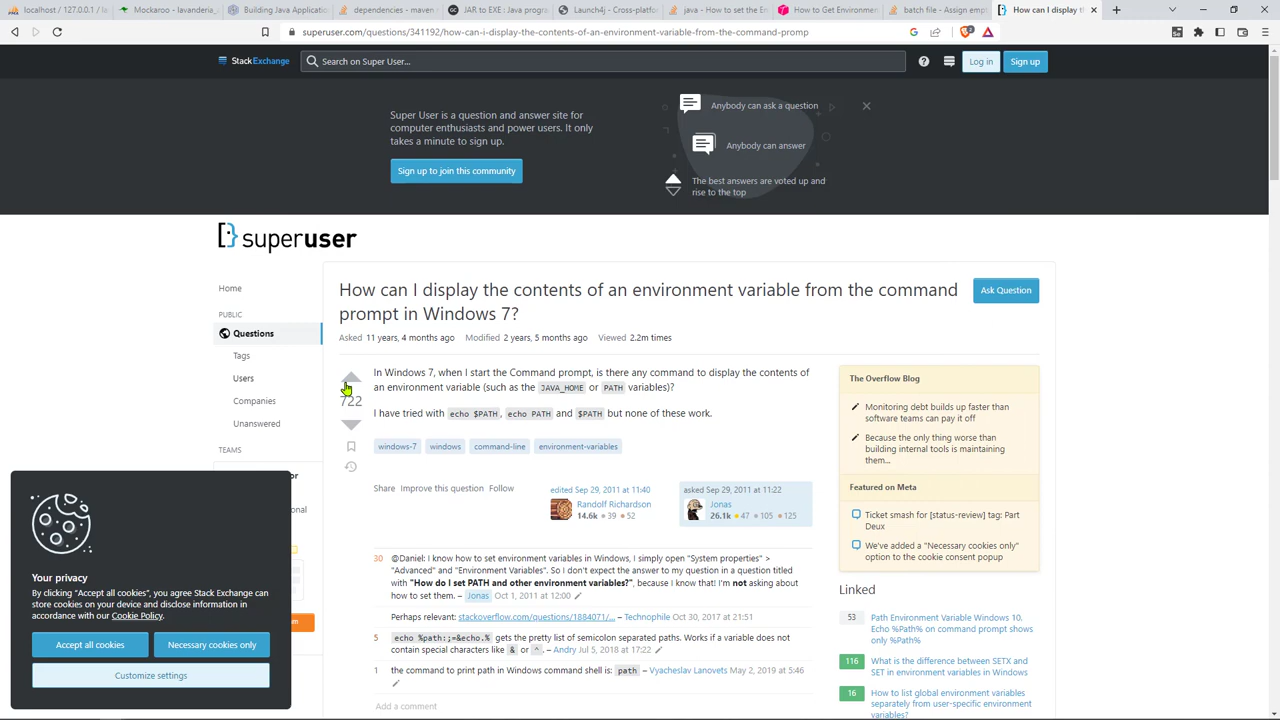 localhost / 127.0.0.1 / la
Mockaroo - lavanderia_
Building Java Application
dependencies - maven
JAR to EXE : Java progra
Launch4j - Cross-platfo
java - How to set the En
How to Get Environmen
batch file - Assign empt
How can I display th
superuser.com/questions/341192/how-can-i-display-the-contents-of-an-environment-variable-from-the-command-promp
StackExchange
Search on Super User...
Log in
Sign up
Super User is a question and answer site for
computer enthusiasts and power users. It only
takes a minute to sign up.
Sign up to join this community
Anybody can ask a question
Anybody can answer
The best answers are voted up and
rise to the top
superuser
Home
PUBLIC
Questions
Tags
Users
Companies
Unanswered
TEAMS
How can I display the contents of an environment variable from the command
prompt in Windows 7?
Ask Question
Asked 11 years, 4 months ago Modified 2 years, 5 months ago Viewed 2.2m times
722
In Windows 7, when I start the Command prompt, is there any command to display the contents of
an environment variable (such as the JAVA_HOME or PATH variables)?
I have tried with echo $PATH, echo PATH and $PATH but none of these work.
windows-7 windows command-line environment-variables
Share Improve this question Follow
edited Sep 29, 2011 at 11:40
Randolf Richardson
14.6k 39 52
asked Sep 29, 2011 at 11:22
Jonas
26.1k 47 105 125
30 @Daniel: I know how to set environment variables in Windows, I simply open "System properties" >
"Advanced" and "Environment Variables". So I don't expect the answer to my question in a question titled
with "How do I set PATH and other environment variables?", because I know that! I'm not asking about
how to set them. – Jonas Oct 1, 2011 at 12:00
Perhaps relevant: stackoverflow.com/questions/1884071/... – Technophile Oct 30, 2017 at 21:51
5 echo %path:;=&echo.% gets the pretty list of semicolon separated paths. Works if a variable does not
contain special characters like & or ^. – Andry Jul 5, 2018 at 17:22
1 the command to print path in Windows command shell is: path – Vyacheslav Lanovets May 2, 2019 at 5:46
Add a comment
The Overflow Blog
Monitoring debt builds up faster than
software teams can pay it off
Because the only thing worse than
building internal tools is maintaining
them...
Featured on Meta
Ticket smash for [status-review] tag: Part
Deux
We've added a "Necessary cookies only"
option to the cookie consent popup
Linked
53 Path Environment Variable Windows 10.
Echo %Path% on command prompt shows
only %Path%
116 What is the difference between SETX and
SET in environment variables in Windows
16 How to list global environment variables
separately from user-specific environment
variables?
Your privacy
By clicking "Accept all cookies", you agree Stack Exchange can
store cookies on your device and disclose information in
accordance with our Cookie Policy.
Accept all cookies
Necessary cookies only
Customize settings